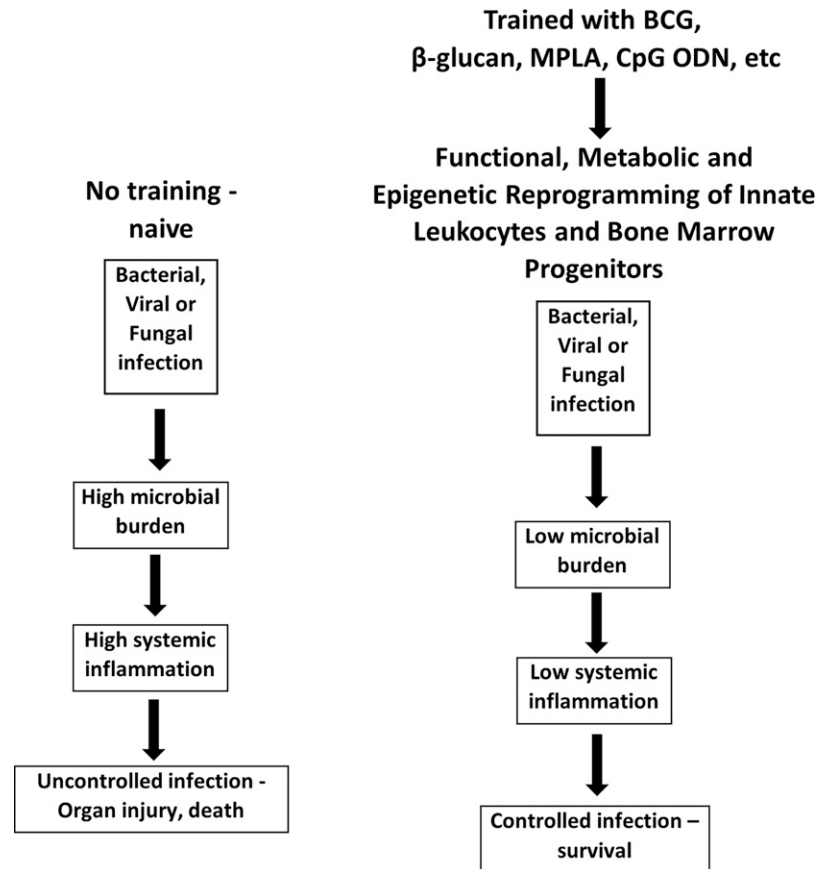 No training -
naive
Bacterial,
Viral or
Fungal
infection
High microbial
burden
High systemic
inflammation
Uncontrolled infection -
Organ injury, death
Trained with BCG,
β-glucan, MPLA, CpG ODN, etc
Functional, Metabolic and
Epigenetic Reprogramming of Innate
Leukocytes and Bone Marrow
Progenitors
Bacterial,
Viral or
Fungal
infection
Low microbial
burden
Low systemic
inflammation
Controlled infection –
survival